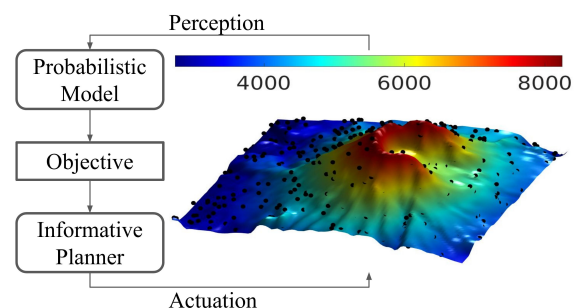 Perception
Probabilistic
Model
4000 6000 8000
Objective
Informative
Planner
Actuation